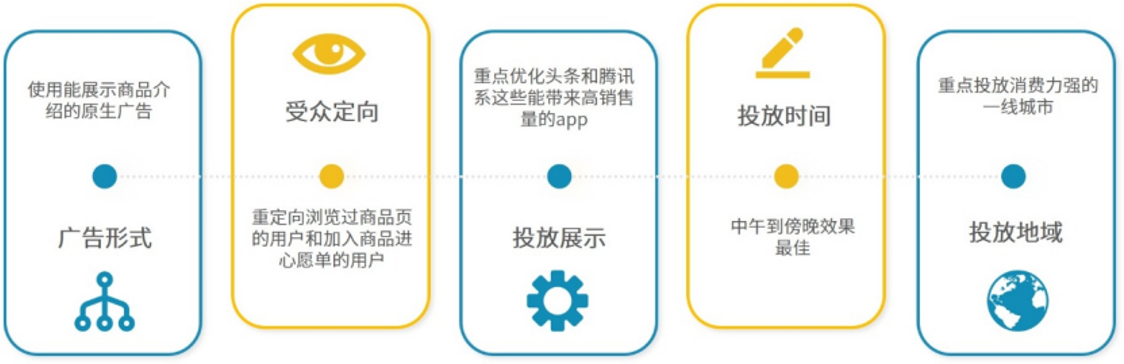 使用能展示商品介
绍的原生广告
广告形式
受众定向
重定向浏览过商品页
的用户和加入商品进
心愿单的用户
重点优化头条和腾讯
系这些能带来高销售
量的app
投放展示
投放时间
中午到傍晚效果
最佳
重点投放消费力强的
一线城市
投放地域